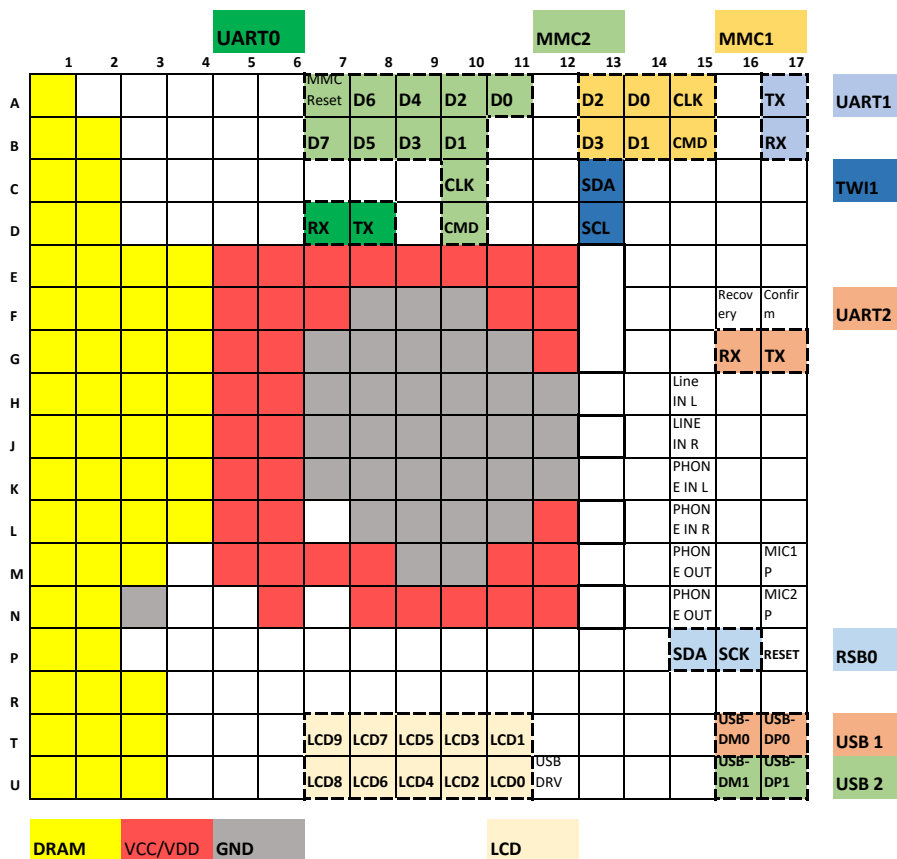 UART0 MMC2 MMC1
1 2 3 4 5 6 7 8 9 10 11 12 13 14 15 16 17
A MMC Reset D6 D4 D2 D0 D2 D0 CLK TX UART1
B D7 D5 D3 D1 D3 D1 CMD RX
C CLK SDA TWI1
D RX TX CMD SCL
E
F Recov ery Confir m UART2
G RX TX
H Line IN L
J LINE IN R
K PHON E IN L
L PHON E IN R
M PHON E OUT MIC1 P
N PHON E OUT MIC2 P
P SDA SCK RESET RSB0
R
T LCD9 LCD7 LCD5 LCD3 LCD1 USB-DM0 USB-DP0 USB 1
U LCD8 LCD6 LCD4 LCD2 LCD0 USB DRV USB-DM1 USB-DP1 USB 2
DRAM VCC/VDD GND LCD